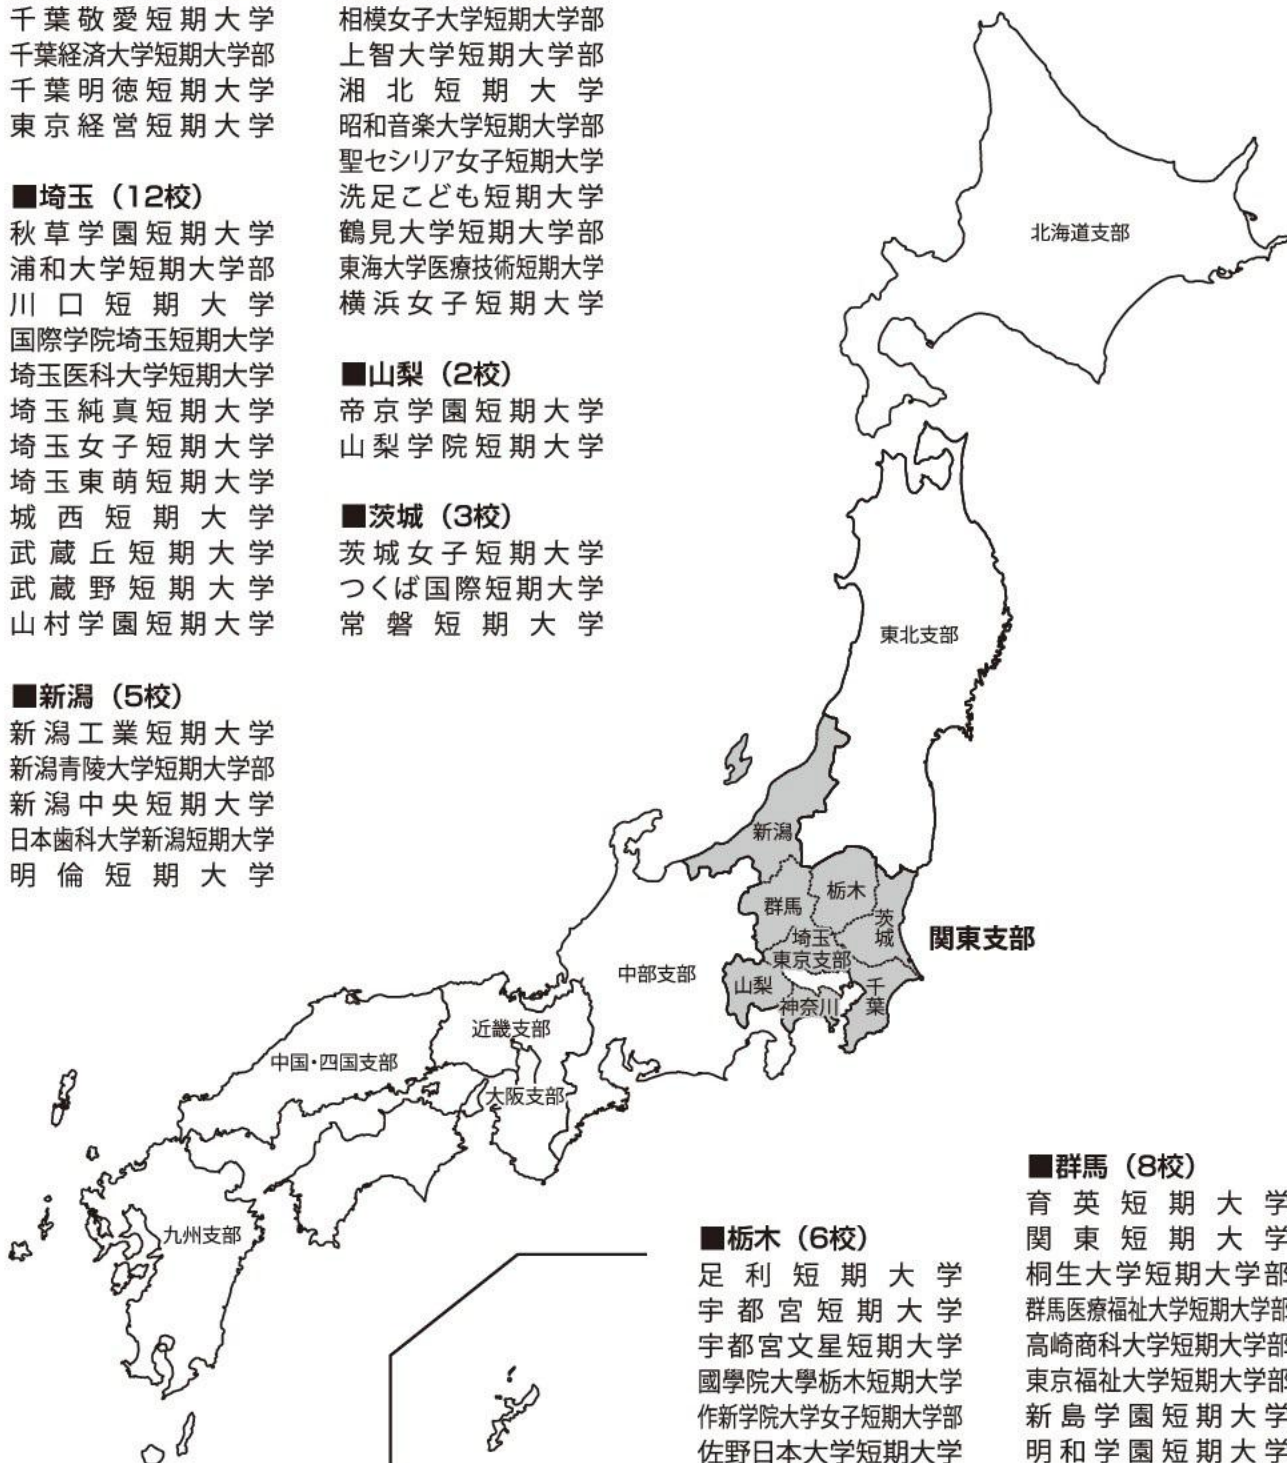 千葉敬愛短期大学
千葉経済大学短期大学部
千葉明徳短期大学
東京経営短期大学
■埼玉（12校）
秋草学園短期大学
浦和大学短期大学部
川口短期大学
国際学院埼玉短期大学
埼玉医科大学短期大学
埼玉純真短期大学
埼玉女子短期大学
埼玉東萌短期大学
城西短期大学
武蔵丘短期大学
武蔵野短期大学
山村学園短期大学
■新潟（5校）
新潟工業短期大学
新潟青陵大学短期大学部
新潟中央短期大学
日本歯科大学新潟短期大学
明倫短期大学
相模女子大学短期大学部
上智大学短期大学部
湘北短期大学
昭和音楽大学短期大学部
聖セシリア女子短期大学
洗足こども短期大学
鶴見大学短期大学部
東海大学医療技術短期大学
横浜女子短期大学
■山梨（2校）
帝京学園短期大学
山梨学院短期大学
■茨城（3校）
茨城女子短期大学
つくば国際短期大学
常磐短期大学
北海道支部
東北支部
新潟
群馬
栃木
茨城
埼玉
東京支部
山梨
神奈川
千葉
関東支部
中部支部
近畿支部
中国・四国支部
大阪支部
九州支部
■栃木（6校）
足利短期大学
宇都宮短期大学
宇都宮文星短期大学
國學院大學栃木短期大学
作新学院大学女子短期大学部
佐野日本大学短期大学
■群馬（8校）
育英短期大学
関東短期大学
桐生大学短期大学部
群馬医療福祉大学短期大学部
高崎商科大学短期大学部
東京福祉大学短期大学部
新島学園短期大学
明和学園短期大学